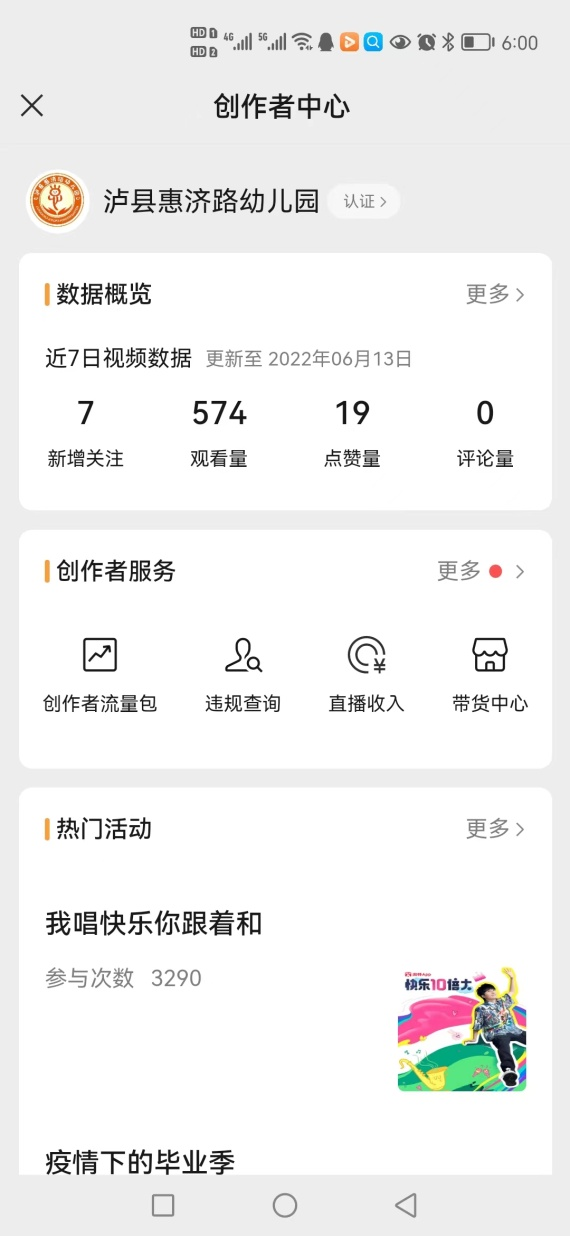 HD 1 4G 5G 6:00
HD 2
创作者中心
泸县惠济路幼儿园 认证
数据概览 更多
近7日视频数据 更新至 2022年06月13日
7 574 19 0
新增关注 观看量 点赞量 评论量
创作者服务 更多
创作者流量包 违规查询 直播收入 带货中心
热门活动 更多
我唱快乐你跟着和
参与次数 3290
快乐10倍大
疫情下的毕业季